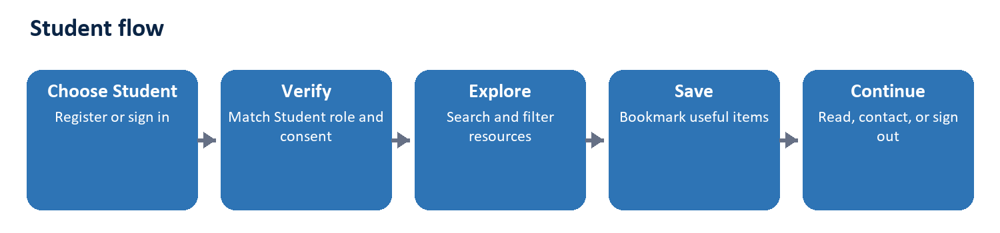 Student flow
Choose Student
Register or sign in
Verify
Match Student role and
consent
Explore
Search and filter
resources
Save
Bookmark useful items
Continue
Read, contact, or sign
out